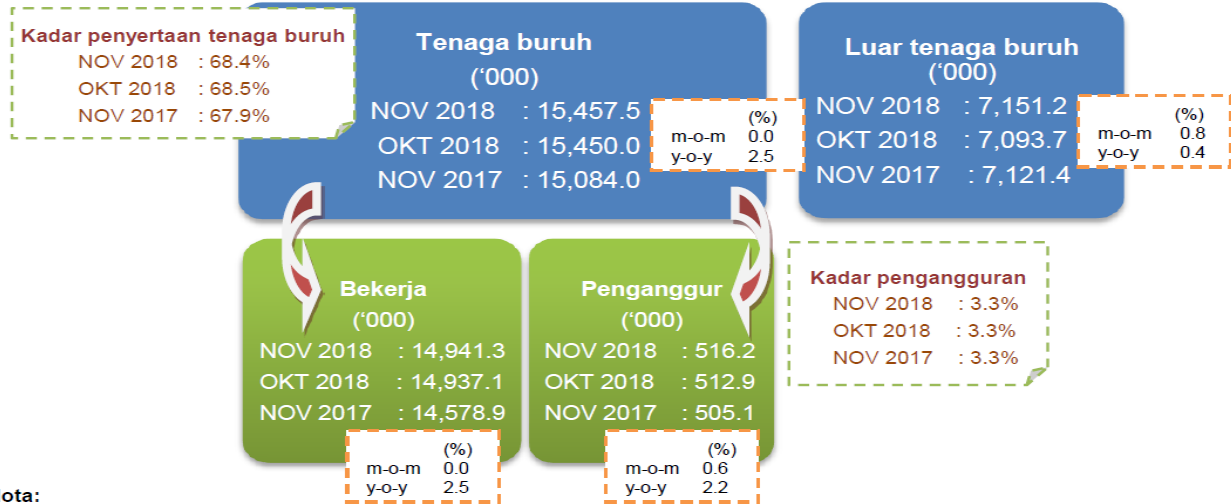 Kadar penyertaan tenaga buruh
NOV 2018 : 68.4%
OKT 2018 : 68.5%
NOV 2017 : 67.9%
Tenaga buruh
(‘000)
NOV 2018 : 15,457.5
OKT 2018 : 15,450.0
NOV 2017 : 15,084.0
(%)
m-o-m 0.0
y-o-y 2.5
Luar tenaga buruh
(‘000)
NOV 2018 : 7,151.2
OKT 2018 : 7,093.7
NOV 2017 : 7,121.4
(%)
m-o-m 0.8
y-o-y 0.4
Bekerja
(‘000)
NOV 2018 : 14,941.3
OKT 2018 : 14,937.1
NOV 2017 : 14,578.9
(%)
m-o-m 0.0
y-o-y 2.5
Penganggur
(‘000)
NOV 2018 : 516.2
OKT 2018 : 512.9
NOV 2017 : 505.1
(%)
m-o-m 0.6
y-o-y 2.2
Kadar pengangguran
NOV 2018 : 3.3%
OKT 2018 : 3.3%
NOV 2017 : 3.3%
ota: